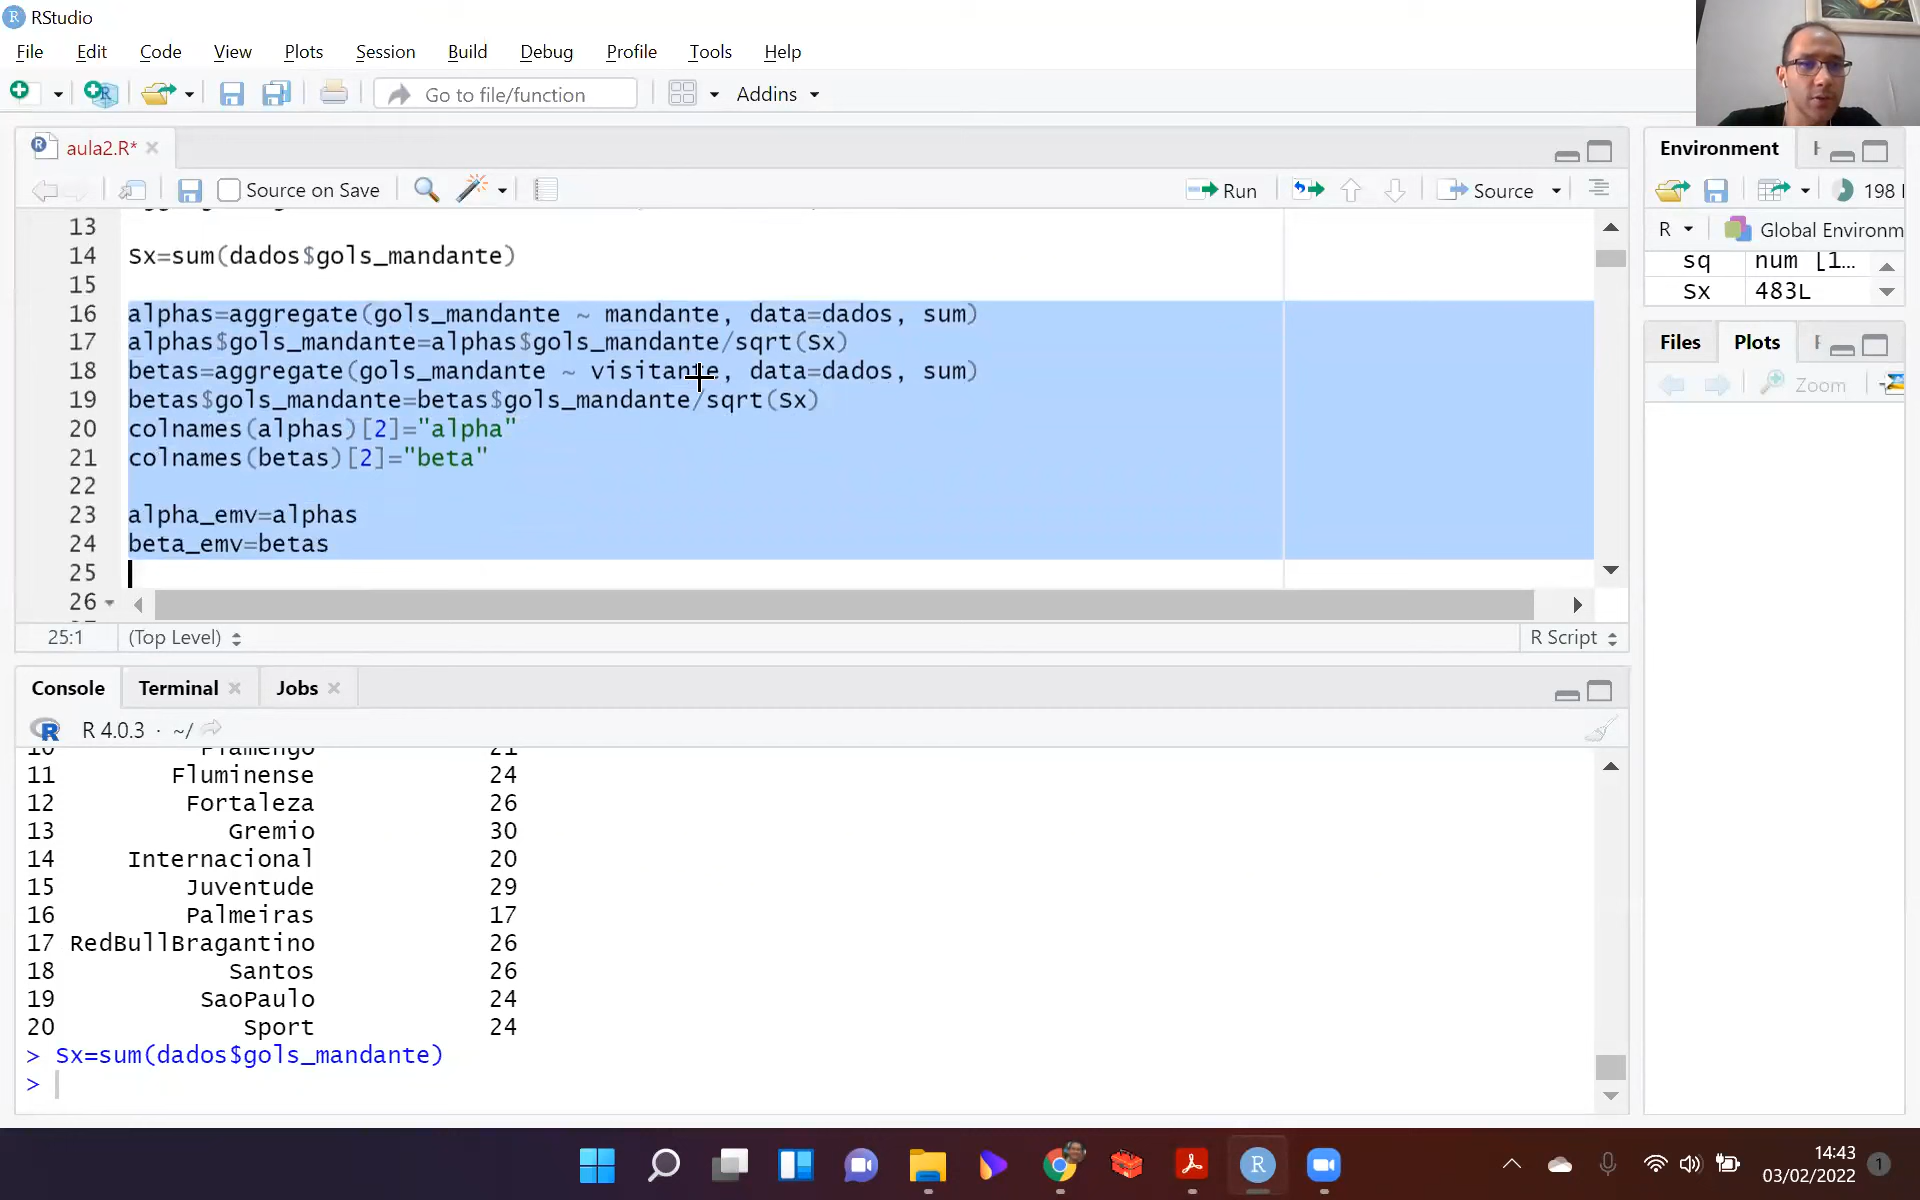 RStudio
File Edit Code View Plots Session Build Debug Profile Tools Help
Go to file/function Addins
aula2.R*
Source on Save Run Source
13
14 Sx=sum(dados$gols_mandante)
15
16 alphas=aggregate(gols_mandante ~ mandante, data=dados, sum)
17 alphas$gols_mandante=alphas$gols_mandante/sqrt(Sx)
18 betas=aggregate(gols_mandante ~ visitante, data=dados, sum)
19 betas$gols_mandante=betas$gols_mandante/sqrt(Sx)
20 colnames(alphas)[2]="alpha"
21 colnames(betas)[2]="beta"
22
23 alpha_emv=alphas
24 beta_emv=betas
25
26
25:1 (Top Level) R Script
Console Terminal Jobs
R 4.0.3 · ~/
10 Flamengo 21
11 Fluminense 24
12 Fortaleza 26
13 Gremio 30
14 Internacional 20
15 Juventude 29
16 Palmeiras 17
17 RedBullBragantino 26
18 Santos 26
19 SaoPaulo 24
20 Sport 24
> Sx=sum(dados$gols_mandante)
>
Environment
198
R Global Environm
sq num [1...
Sx 483L
Files Plots
Zoom
14:43
03/02/2022
1